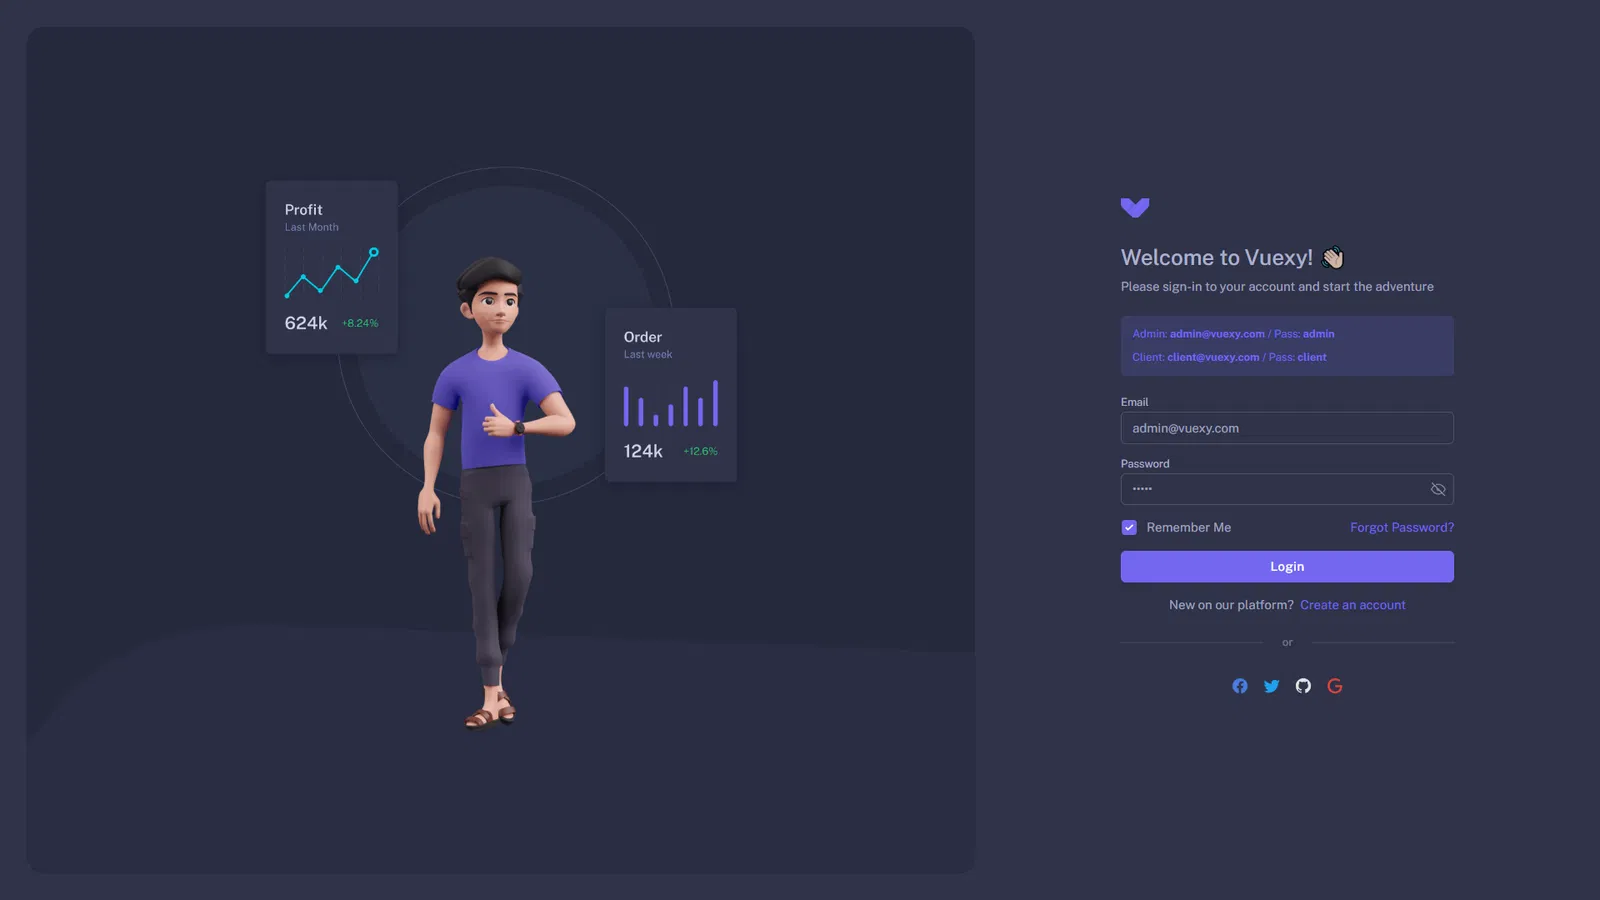 Profit
Last Month
624k +8.24%
Order
Last week
124k +12.6%
Welcome to Vuexy! 👋🏻
Please sign-in to your account and start the adventure
Admin: admin@vuexy.com / Pass: admin
Client: client@vuexy.com / Pass: client
Email
admin@vuexy.com
Password
•••••
Remember Me Forgot Password?
Login
New on our platform? Create an account
or